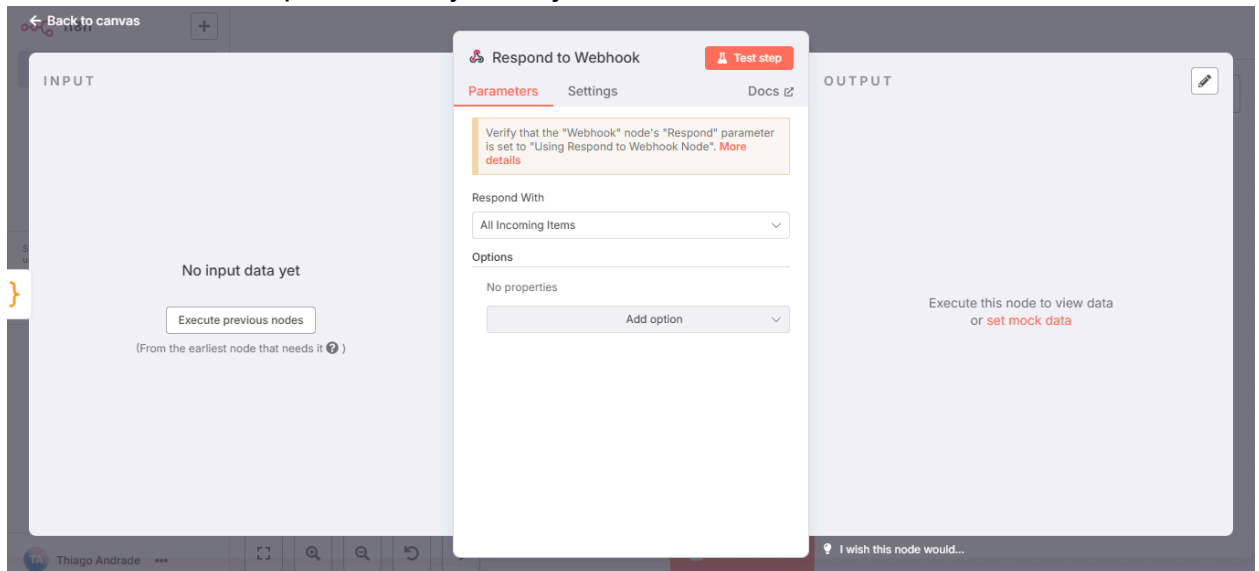 ← Back to canvas
INPUT
No input data yet
Execute previous nodes
(From the earliest node that needs it ? )
Respond to Webhook
Test step
Parameters Settings Docs
Verify that the "Webhook" node's "Respond" parameter
is set to "Using Respond to Webhook Node". More
details
Respond With
All Incoming Items
Options
No properties
Add option
OUTPUT
Execute this node to view data
or set mock data
TA Thiago Andrade
I wish this node would...